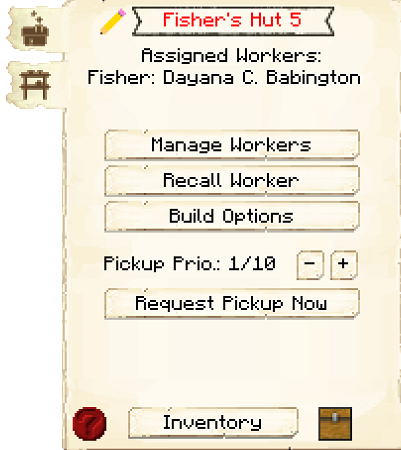 Fisher's Hut 5
Assigned Workers:
Fisher: Dayana C. Babington
Manage Workers
Recall Worker
Build Options
Pickup Prio.: 1/10 - +
Request Pickup Now
? Inventory